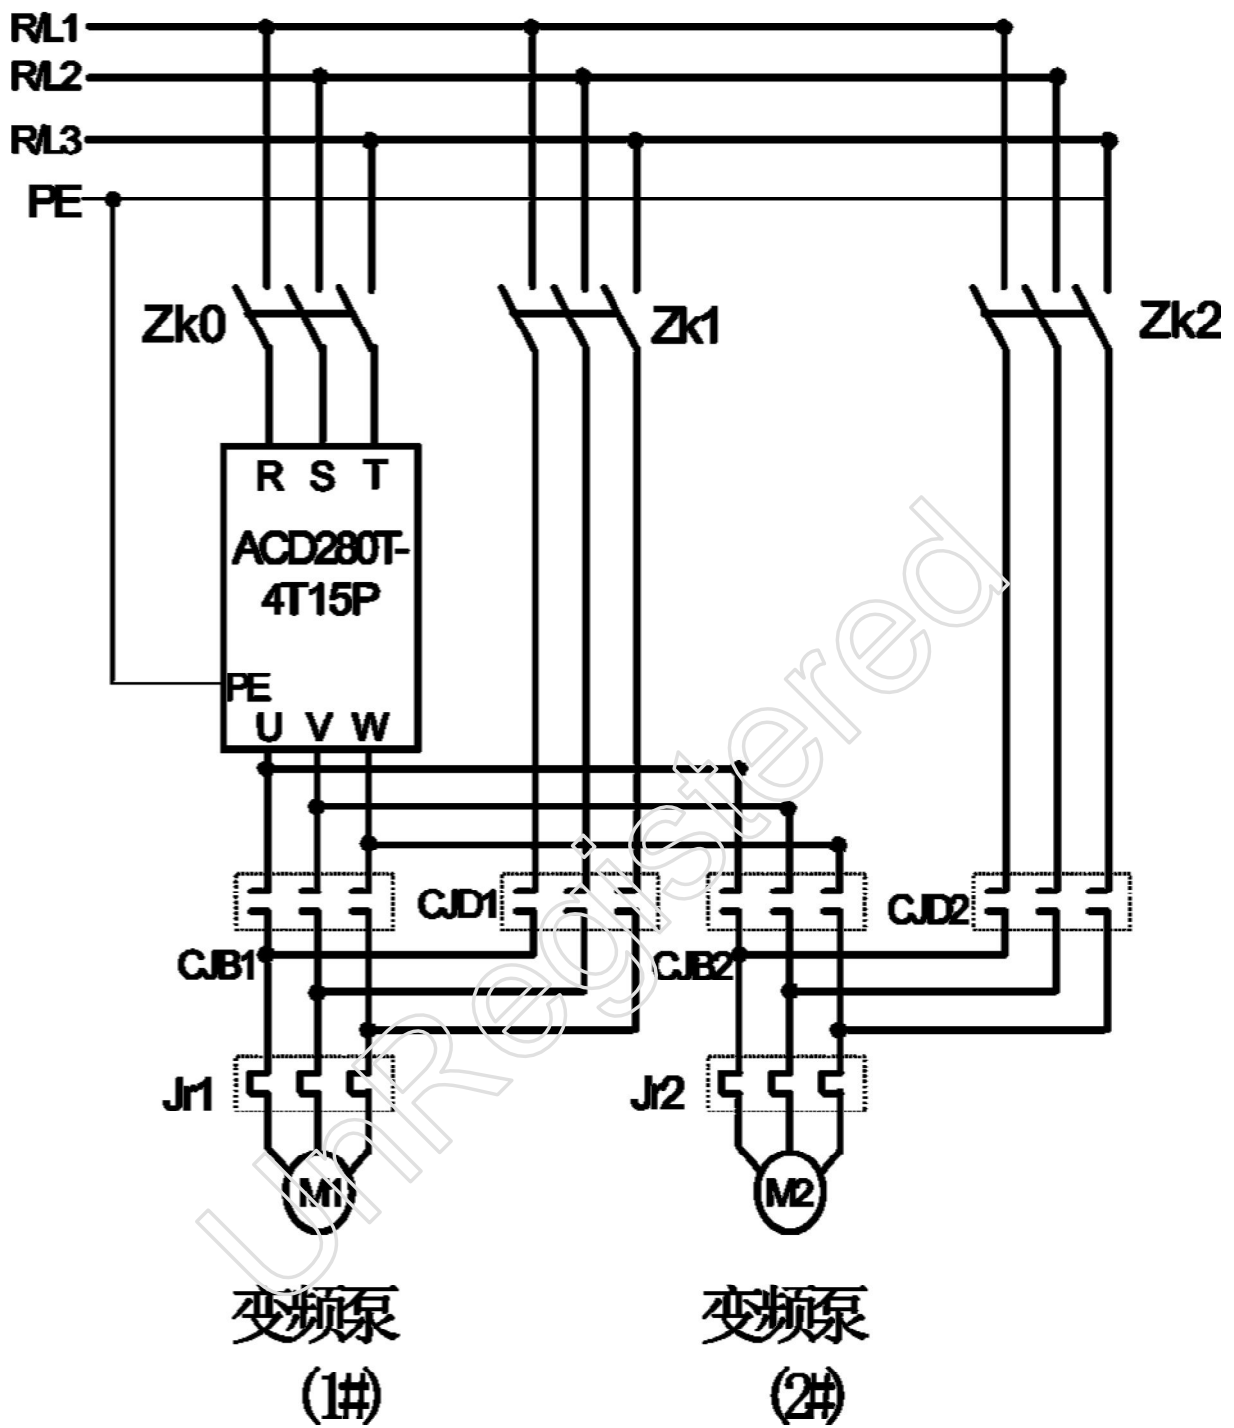 R/L1
R/L2
R/L3
PE
Zk0
Zk1
Zk2
R S T
ACD280T-
4T15P
PE
U V W
CJD1
CJD2
CJB1
CJB2
Jr1
Jr2
M1
M2
变频泵
(1#)
变频泵
(2#)
UnRegistered